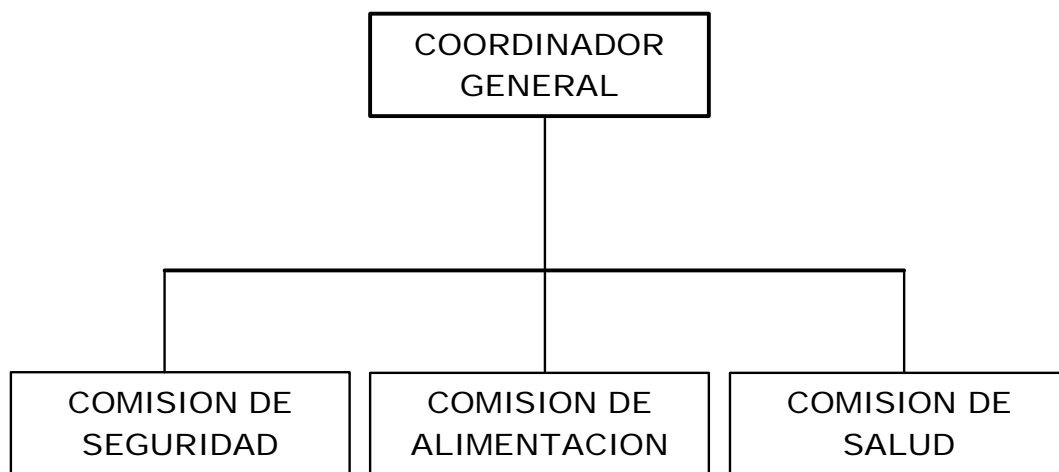 COORDINADOR
GENERAL
COMISION DE
SEGURIDAD
COMISION DE
ALIMENTACION
COMISION DE
SALUD